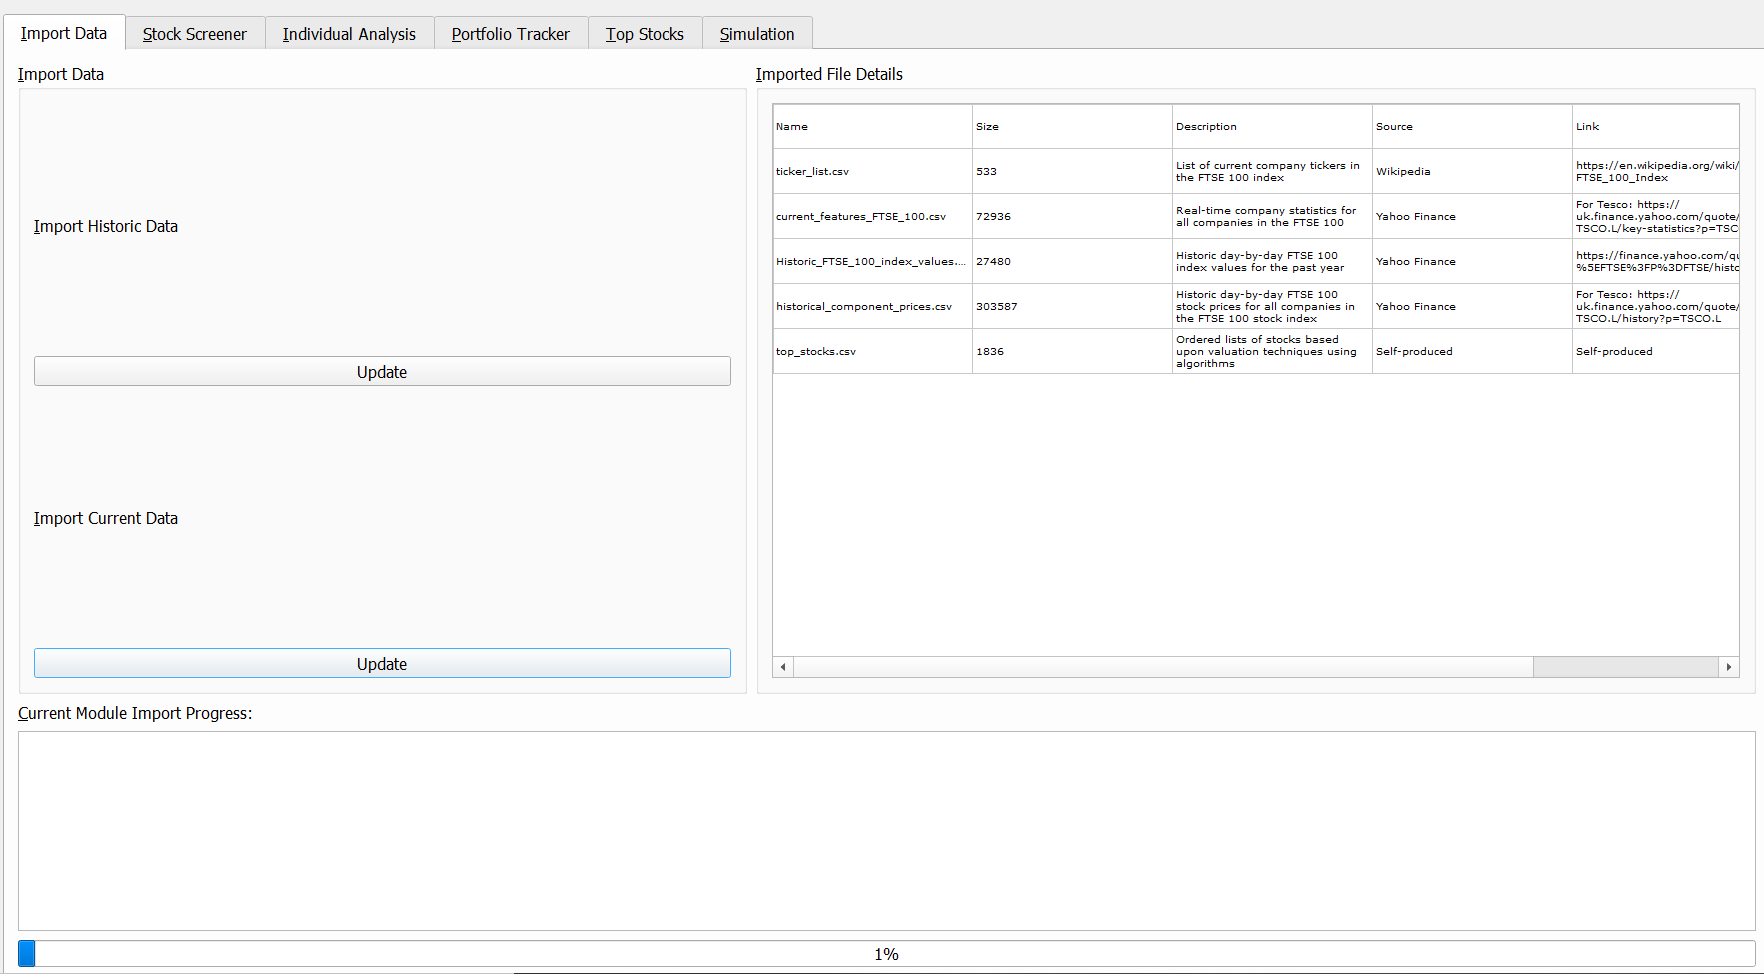 Import Data
Stock Screener
Individual Analysis
Portfolio Tracker
Top Stocks
Simulation
Import Data
Import Historic Data
Update
Import Current Data
Update
Imported File Details
Name
Size
Description
Source
Link
ticker_list.csv
533
List of current company tickers in
the FTSE 100 index
Wikipedia
https://en.wikipedia.org/wiki/
FTSE_100_Index
current_features_FTSE_100.csv
72936
Real-time company statistics for
all companies in the FTSE 100
Yahoo Finance
For Tesco: https://
uk.finance.yahoo.com/quote/
TSCO.L/key-statistics?p=TSC
Historic_FTSE_100_index_values....
27480
Historic day-by-day FTSE 100
index values for the past year
Yahoo Finance
https://finance.yahoo.com/qu
%5EFTSE%3FP%3DFTSE/histo
historical_component_prices.csv
303587
Historic day-by-day FTSE 100
stock prices for all companies in
the FTSE 100 stock index
Yahoo Finance
For Tesco: https://
uk.finance.yahoo.com/quote/
TSCO.L/history?p=TSCO.L
top_stocks.csv
1836
Ordered lists of stocks based
upon valuation techniques using
algorithms
Self-produced
Self-produced
Current Module Import Progress:
1%